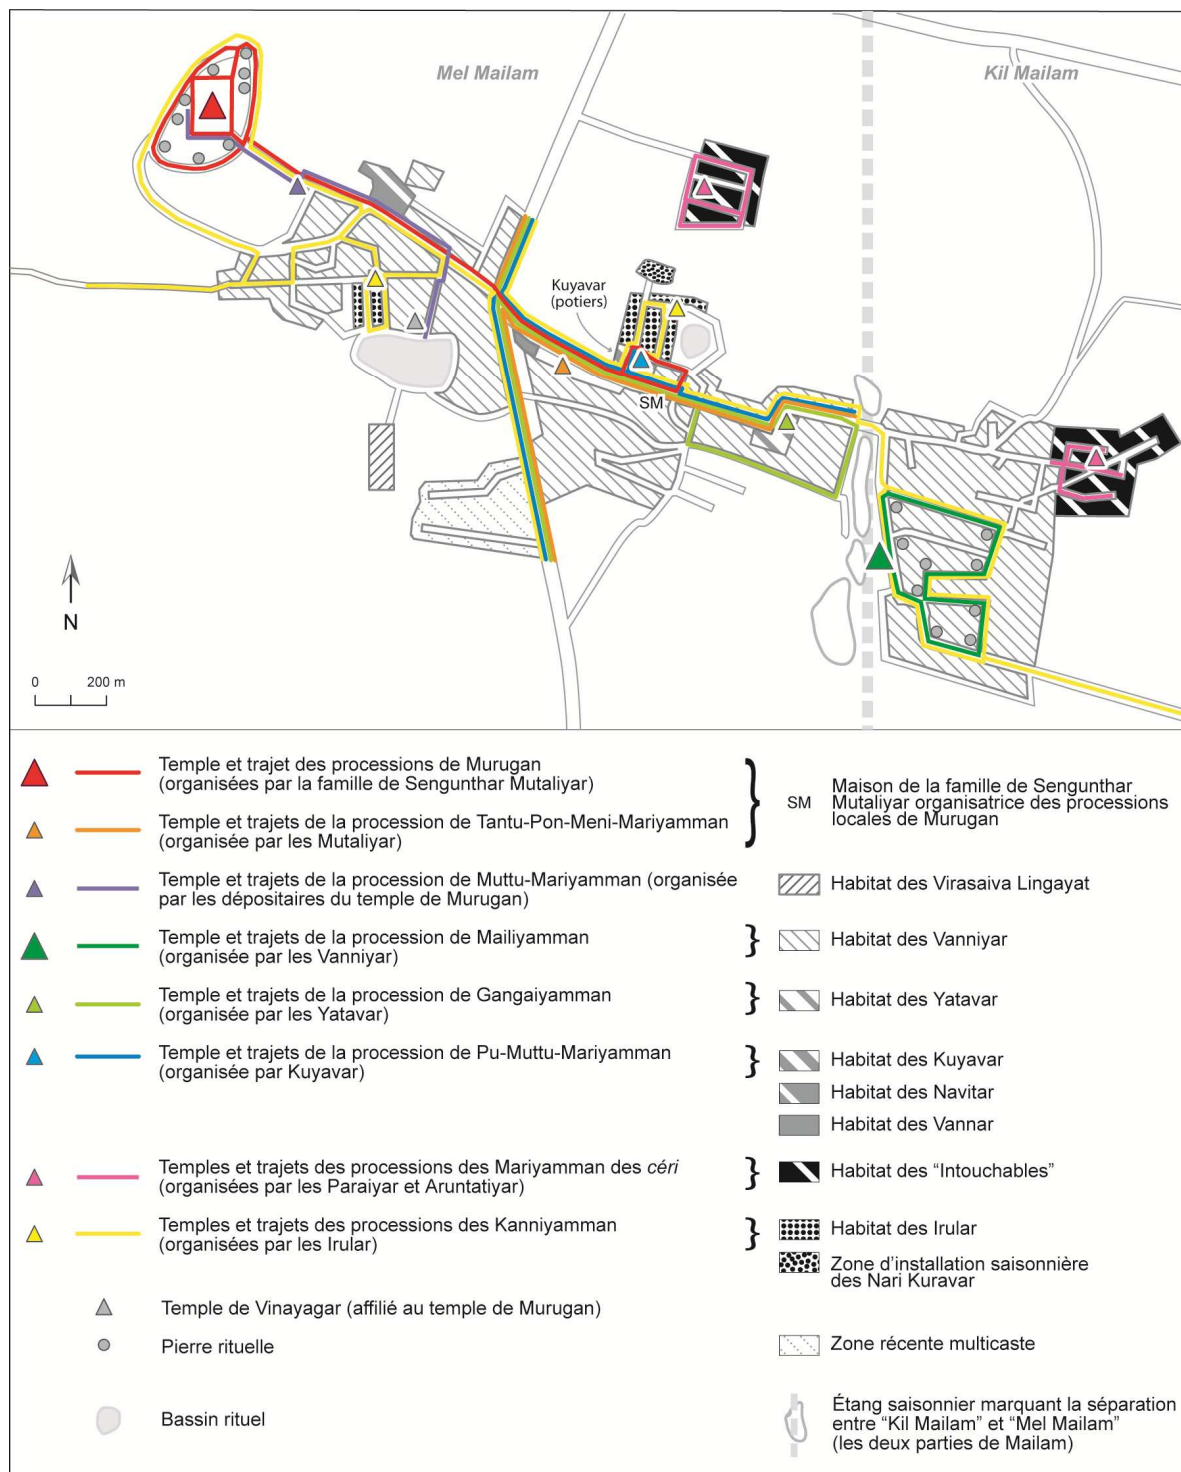 Mel Mailam
Kil Mailam
Kuyavar
(potiers)
SM
N
0 200 m
Temple et trajet des processions de Murugan
(organisées par la famille de Sengunthar Mutaliyar)
Temple et trajets de la procession de Tantu-Pon-Meni-Mariyamman
(organisée par les Mutaliyar)
SM
Maison de la famille de Sengunthar
Mutaliyar organisatrice des processions
locales de Murugan
Temple et trajets de la procession de Muttu-Mariyamman (organisée
par les dépositaires du temple de Murugan)
Habitat des Virasaiva Lingayat
Temple et trajets de la procession de Mailiyamman
(organisée par les Vanniyar)
Habitat des Vanniyar
Temple et trajets de la procession de Gangaiyamman
(organisée par les Yatavar)
Habitat des Yatavar
Temple et trajets de la procession de Pu-Muttu-Mariyamman
(organisée par Kuyavar)
Habitat des Kuyavar
Habitat des Navitar
Habitat des Vannar
Temples et trajets des processions des Mariyamman des céri
(organisées par les Paraiyar et Aruntatiyar)
Habitat des “Intouchables”
Temples et trajets des processions des Kanniyamman
(organisées par les Irular)
Habitat des Irular
Zone d’installation saisonnière
des Nari Kuravar
Temple de Vinayagar (affilié au temple de Murugan)
Pierre rituelle
Zone récente multicaste
Bassin rituel
Étang saisonnier marquant la séparation
entre “Kil Mailam” et “Mel Mailam”
(les deux parties de Mailam)